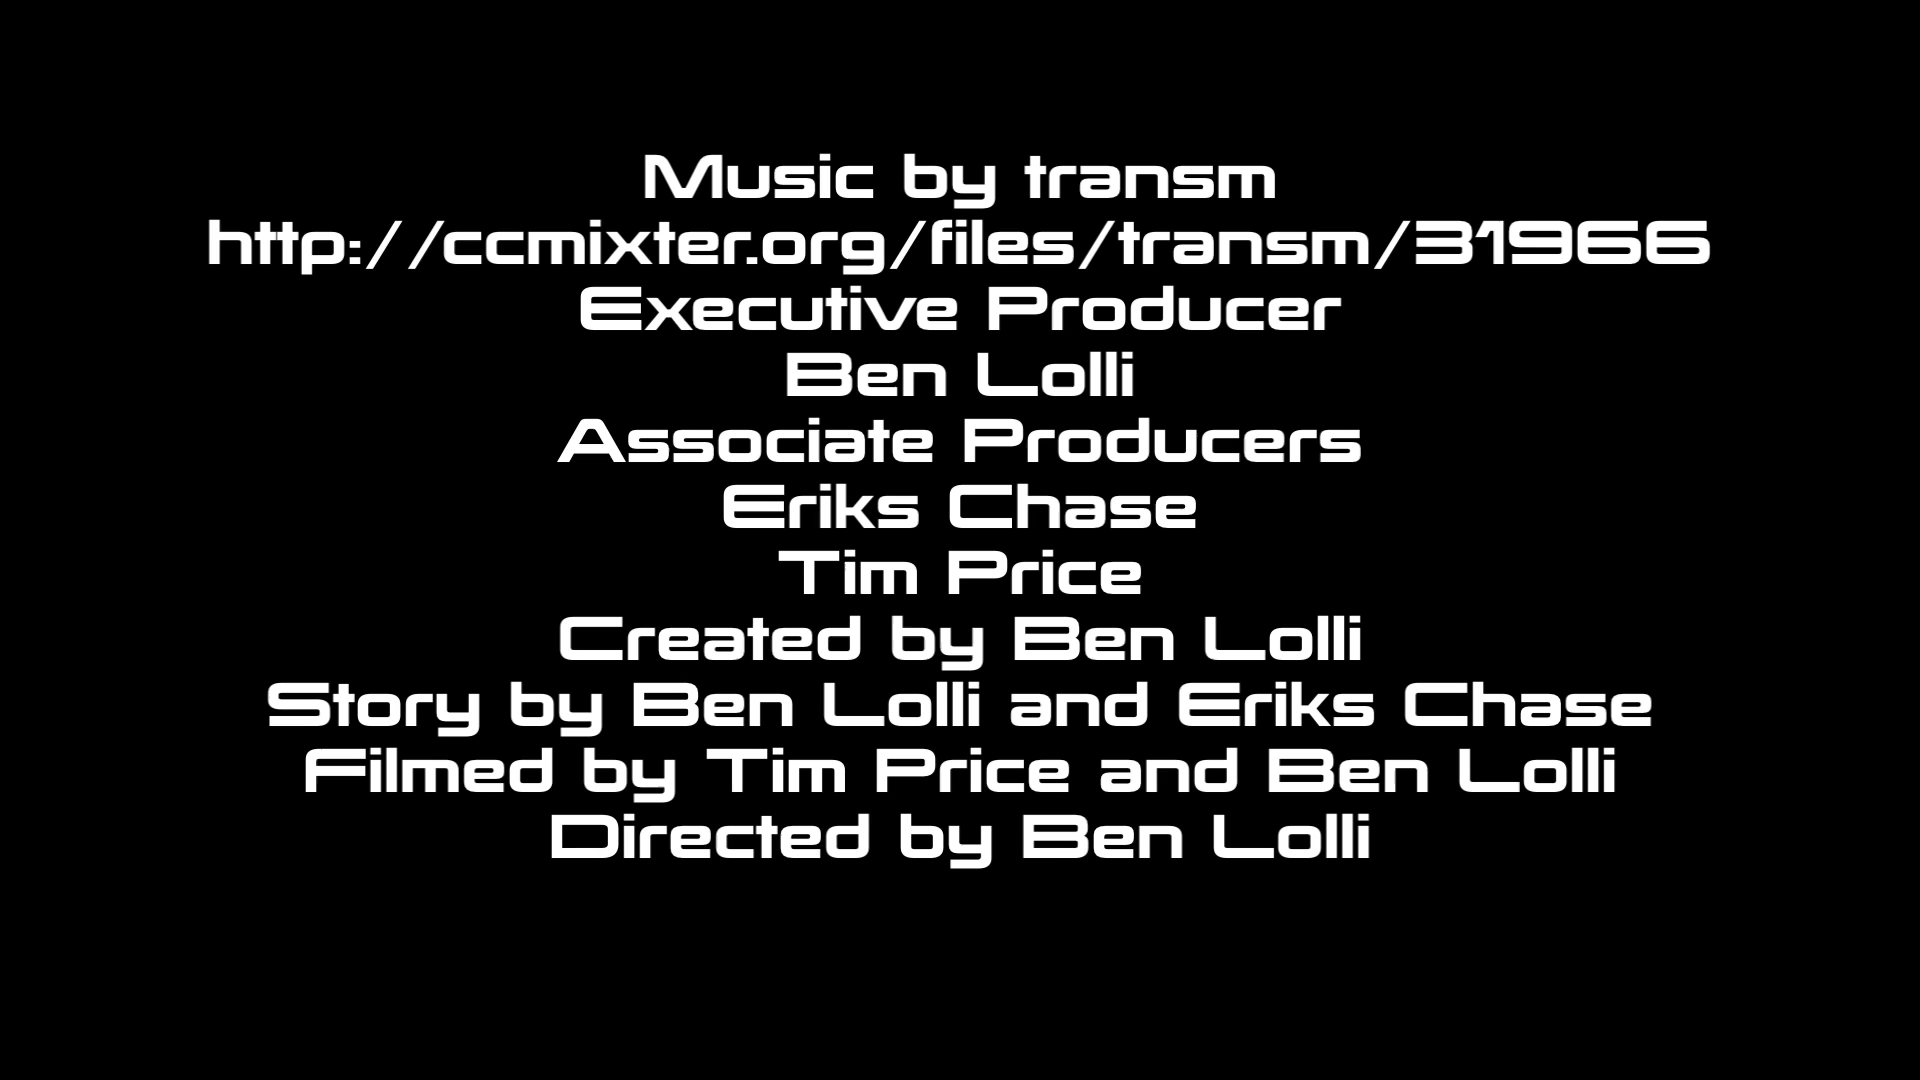 Music by transm
http://ccmixter.org/files/transm/31966
Executive Producer
Ben Lolli
Associate Producers
Eriks Chase
Tim Price
Created by Ben Lolli
Story by Ben Lolli and Eriks Chase
Filmed by Tim Price and Ben Lolli
Directed by Ben Lolli